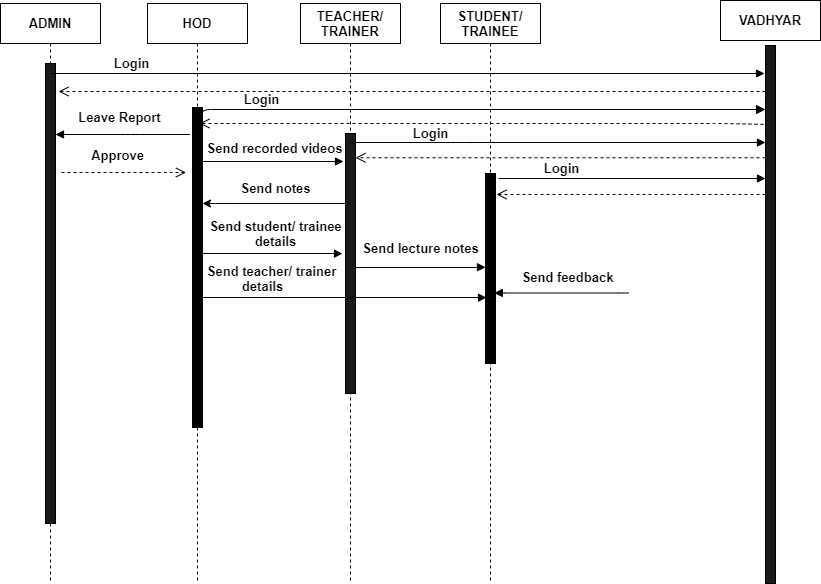 ADMIN
HOD
TEACHER/
TRAINER
STUDENT/
TRAINEE
VADHYAR
Login
Login
Leave Report
Login
Send recorded videos
Approve
Login
Send notes
Send student/ trainee
details
Send lecture notes
Send teacher/ trainer
details
Send feedback